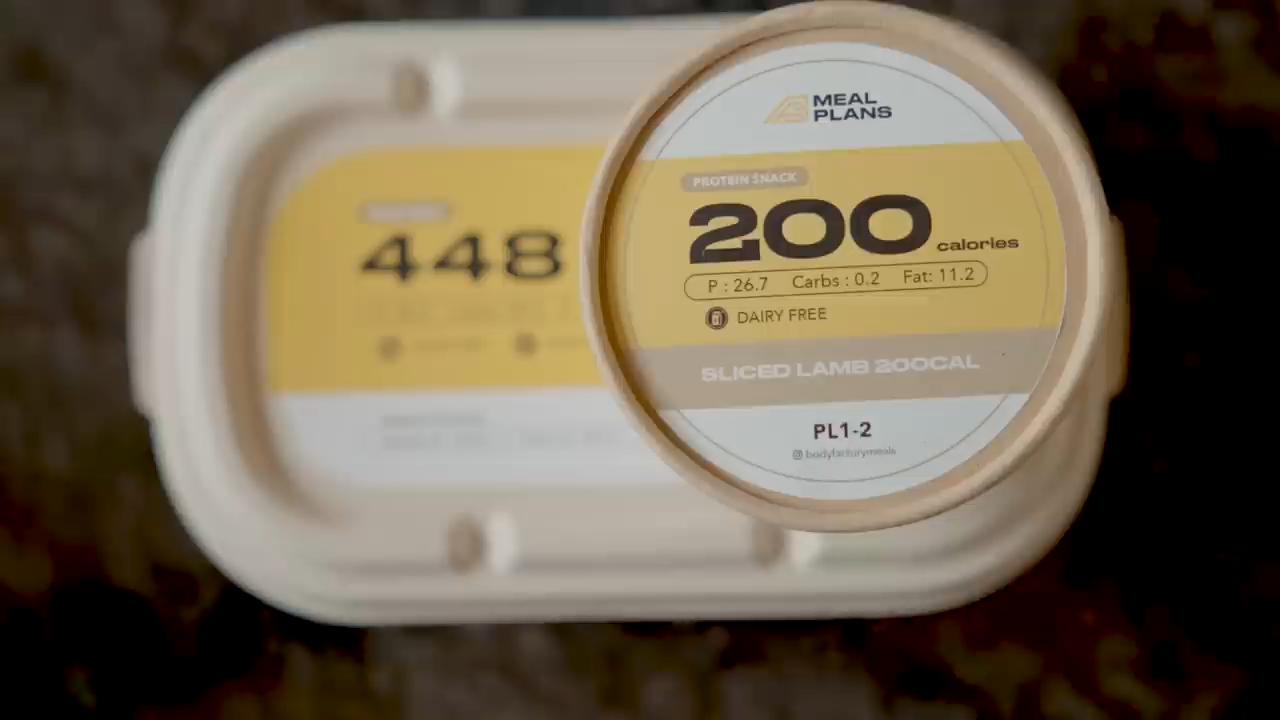 MEAL
PLANS
PROTEIN SNACK
200 calories
P : 26.7 Carbs : 0.2 Fat: 11.2
DAIRY FREE
SLICED LAMB 200CAL
PL1-2
bodyfactorymeals
448